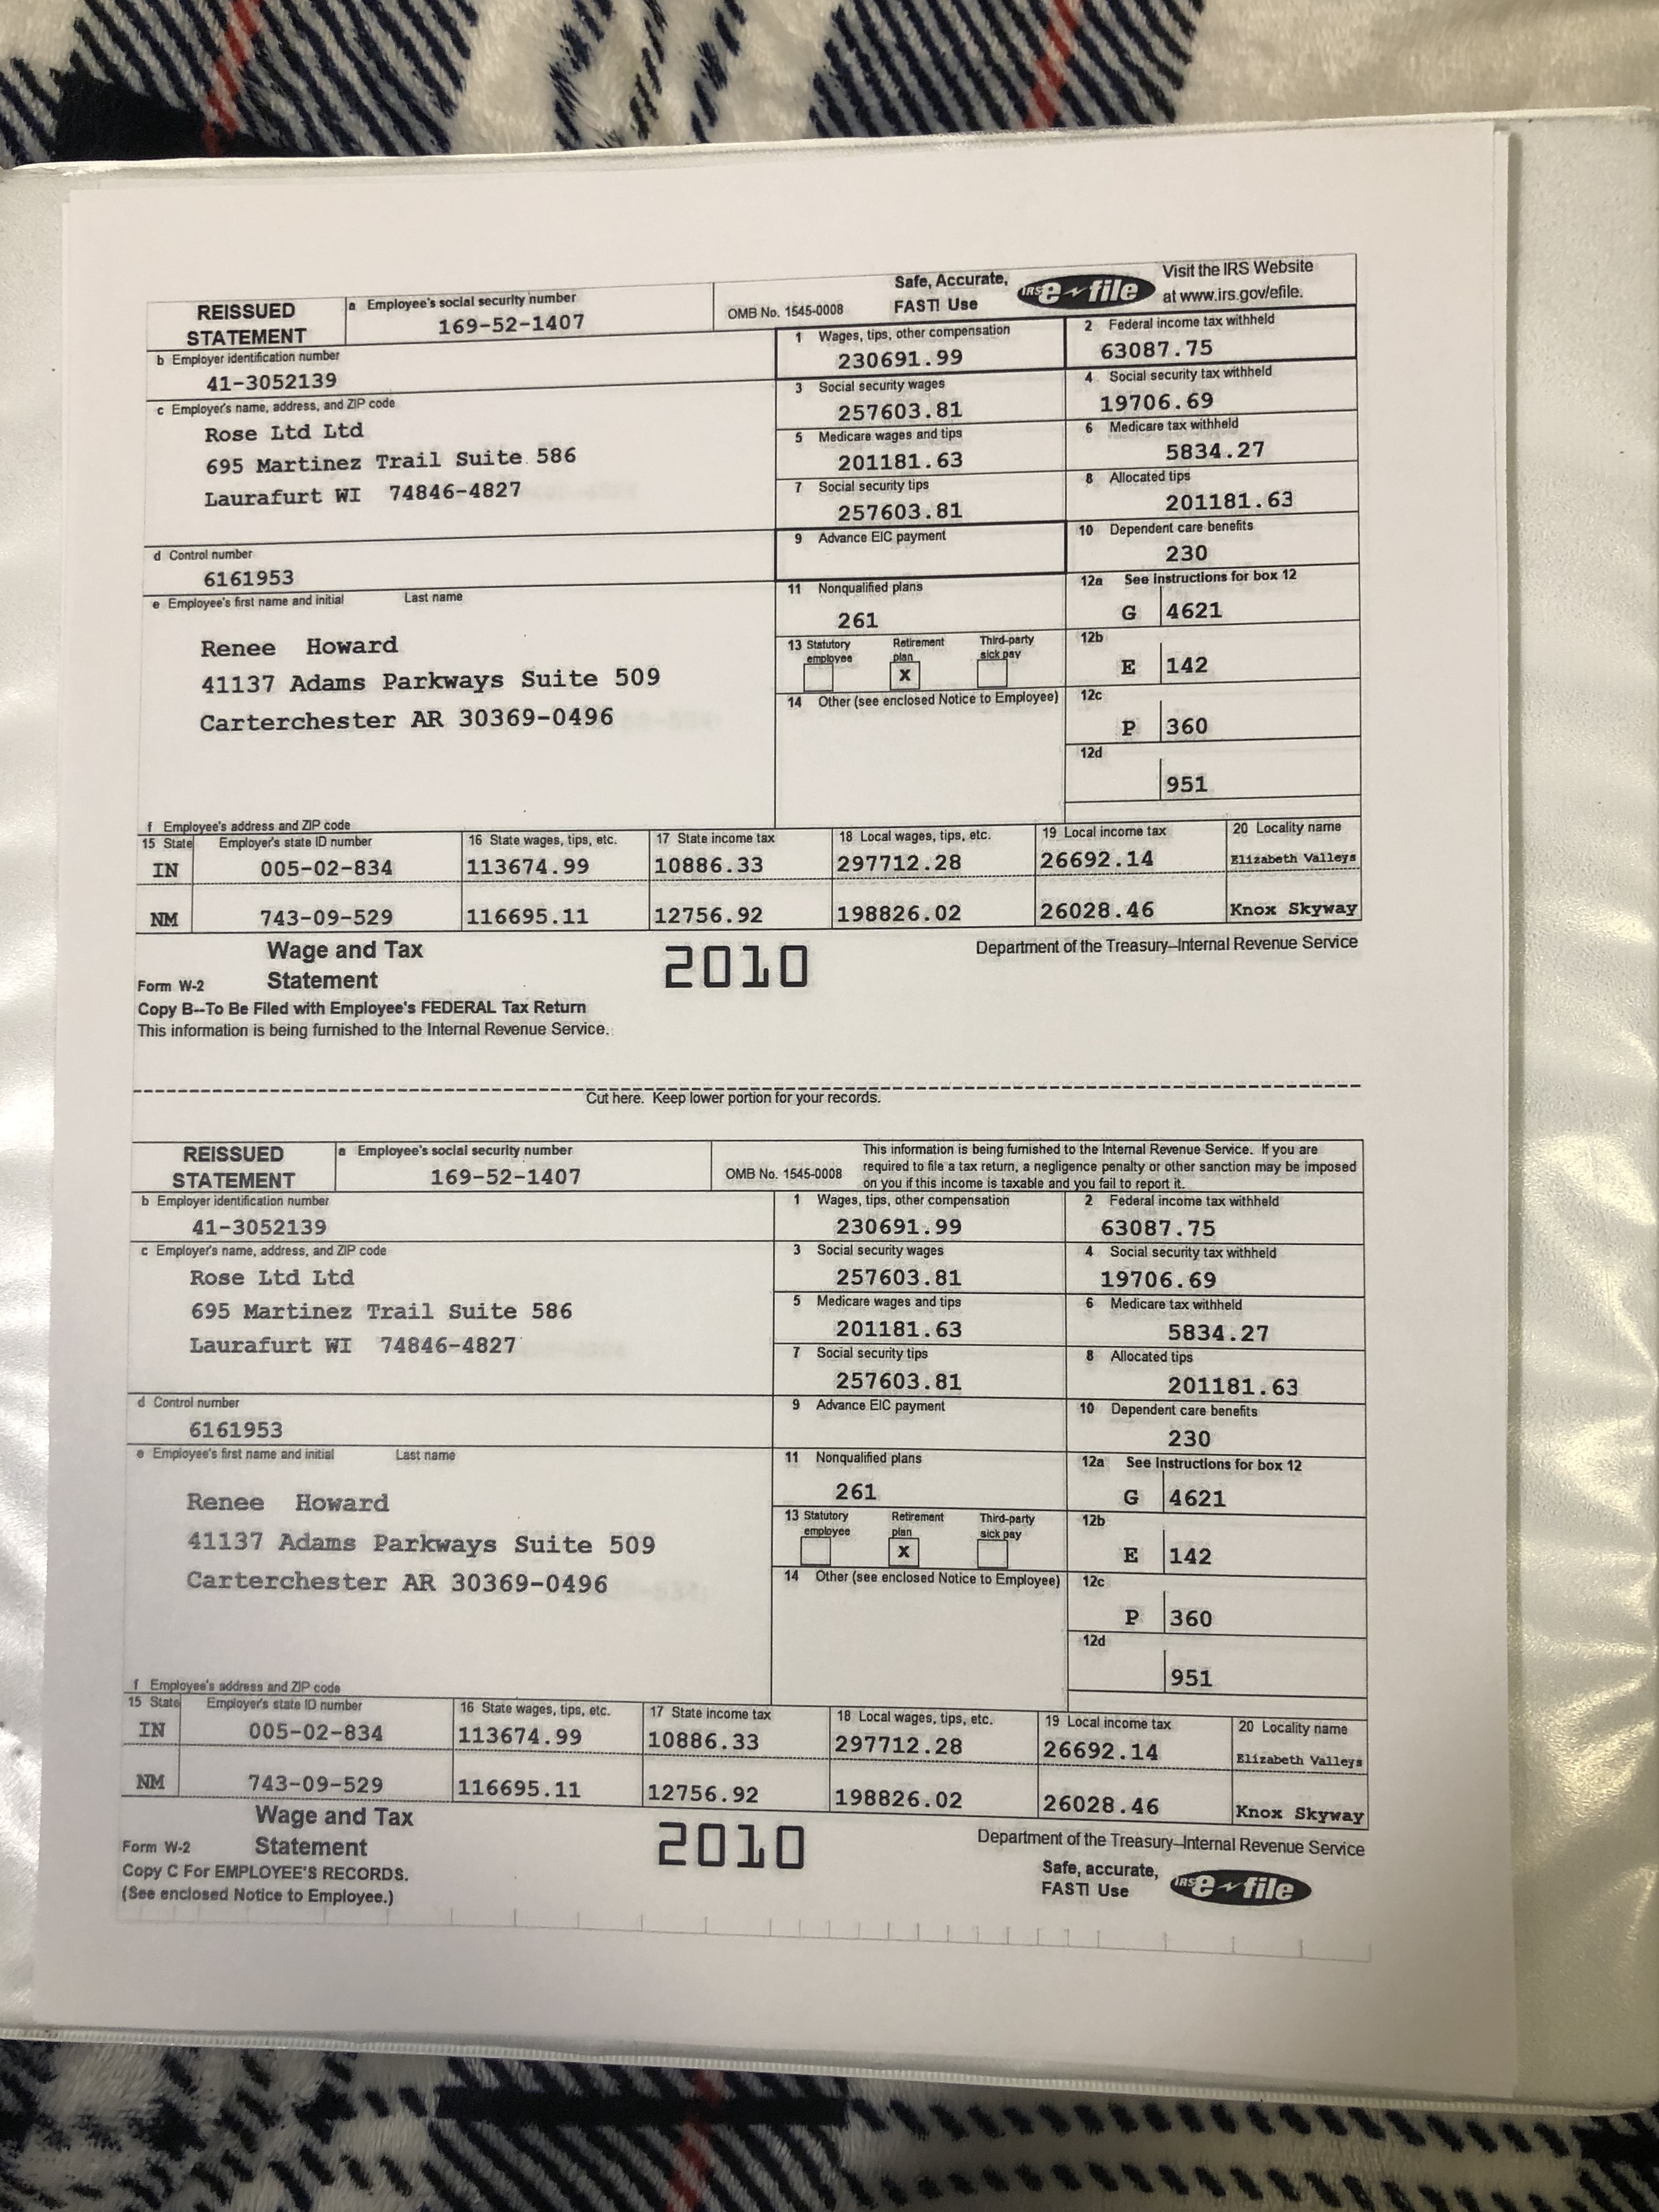 REISSUED STATEMENT
a Employee's social security number
169-52-1407
OMB No. 1545-0008
Safe, Accurate, FAST! Use
IRS e file
Visit the IRS Website at www.irs.gov/efile.
b Employer identification number
41-3052139
1 Wages, tips, other compensation
230691.99
2 Federal income tax withheld
63087.75
c Employer's name, address, and ZIP code
Rose Ltd Ltd
695 Martinez Trail Suite 586
Laurafurt WI 74846-4827
3 Social security wages
257603.81
4 Social security tax withheld
19706.69
5 Medicare wages and tips
201181.63
6 Medicare tax withheld
5834.27
7 Social security tips
257603.81
8 Allocated tips
201181.63
d Control number
6161953
9 Advance EIC payment
10 Dependent care benefits
230
e Employee's first name and initial Last name
Renee Howard
41137 Adams Parkways Suite 509
Carterchester AR 30369-0496
11 Nonqualified plans
261
12a See Instructions for box 12
G 4621
13 Statutory employee Retirement plan Third-party sick pay
X
12b
E 142
14 Other (see enclosed Notice to Employee)
12c
P 360
12d
951
f Employee's address and ZIP code
15 State Employer's state ID number 16 State wages, tips, etc. 17 State income tax 18 Local wages, tips, etc. 19 Local income tax 20 Locality name
IN 005-02-834 113674.99 10886.33 297712.28 26692.14 Elizabeth Valleys
NM 743-09-529 116695.11 12756.92 198826.02 26028.46 Knox Skyway
Form W-2 Wage and Tax Statement
2010
Department of the Treasury--Internal Revenue Service
Copy B--To Be Filed with Employee's FEDERAL Tax Return
This information is being furnished to the Internal Revenue Service.
Cut here. Keep lower portion for your records.
REISSUED STATEMENT
a Employee's social security number
169-52-1407
OMB No. 1545-0008
This information is being furnished to the Internal Revenue Service. If you are
required to file a tax return, a negligence penalty or other sanction may be imposed
on you if this income is taxable and you fail to report it.
b Employer identification number
41-3052139
1 Wages, tips, other compensation
230691.99
2 Federal income tax withheld
63087.75
c Employer's name, address, and ZIP code
Rose Ltd Ltd
695 Martinez Trail Suite 586
Laurafurt WI 74846-4827
3 Social security wages
257603.81
4 Social security tax withheld
19706.69
5 Medicare wages and tips
201181.63
6 Medicare tax withheld
5834.27
7 Social security tips
257603.81
8 Allocated tips
201181.63
d Control number
6161953
9 Advance EIC payment
10 Dependent care benefits
230
e Employee's first name and initial Last name
Renee Howard
41137 Adams Parkways Suite 509
Carterchester AR 30369-0496
11 Nonqualified plans
261
12a See Instructions for box 12
G 4621
13 Statutory employee Retirement plan Third-party sick pay
X
12b
E 142
14 Other (see enclosed Notice to Employee)
12c
P 360
12d
951
f Employee's address and ZIP code
15 State Employer's state ID number 16 State wages, tips, etc. 17 State income tax 18 Local wages, tips, etc. 19 Local income tax 20 Locality name
IN 005-02-834 113674.99 10886.33 297712.28 26692.14 Elizabeth Valleys
NM 743-09-529 116695.11 12756.92 198826.02 26028.46 Knox Skyway
Form W-2 Wage and Tax Statement
2010
Department of the Treasury--Internal Revenue Service
Copy C For EMPLOYEE'S RECORDS.
(See enclosed Notice to Employee.)
Safe, accurate, FAST! Use
IRS e file